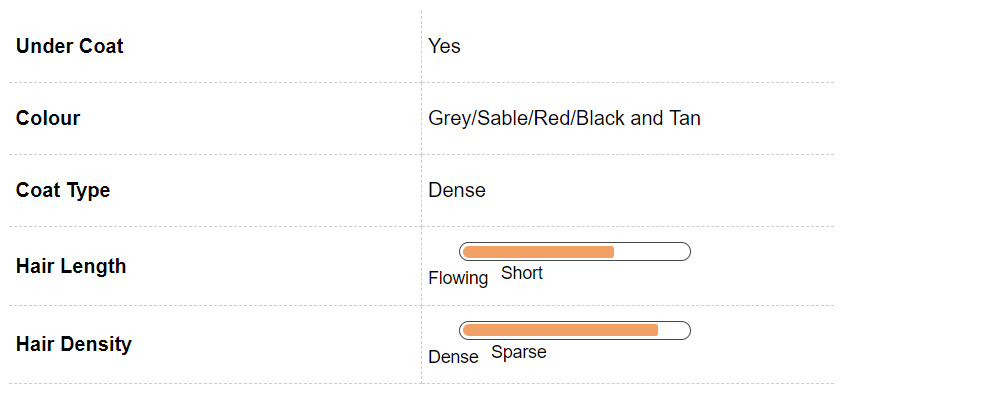 Under Coat Yes
Colour Grey/Sable/Red/Black and Tan
Coat Type Dense
Hair Length
Flowing Short
Hair Density
Dense Sparse